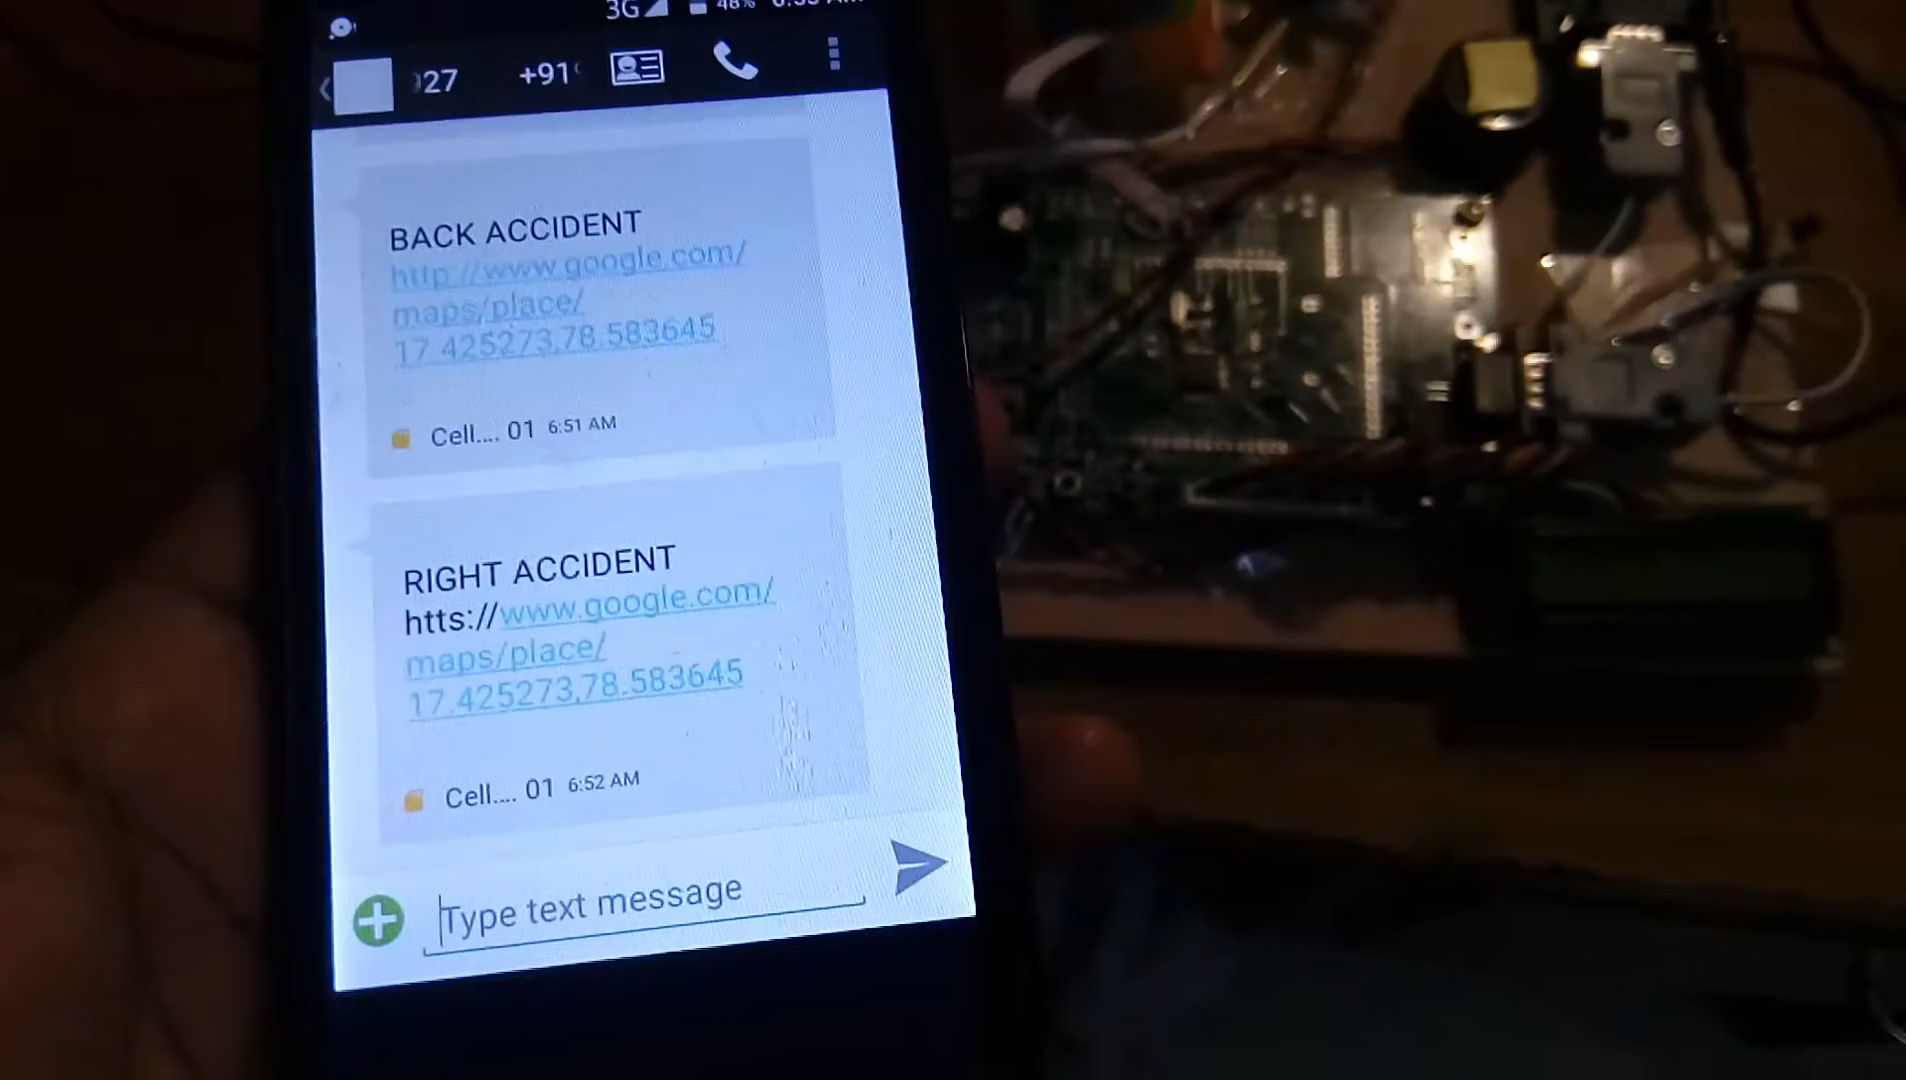 3G 48%
27 +91
BACK ACCIDENT
http://www.google.com/
maps/place/
17.425273,78.583645
Cell.... 01 6:51 AM
RIGHT ACCIDENT
htts://www.google.com/
maps/place/
17.425273,78.583645
Cell.... 01 6:52 AM
Type text message